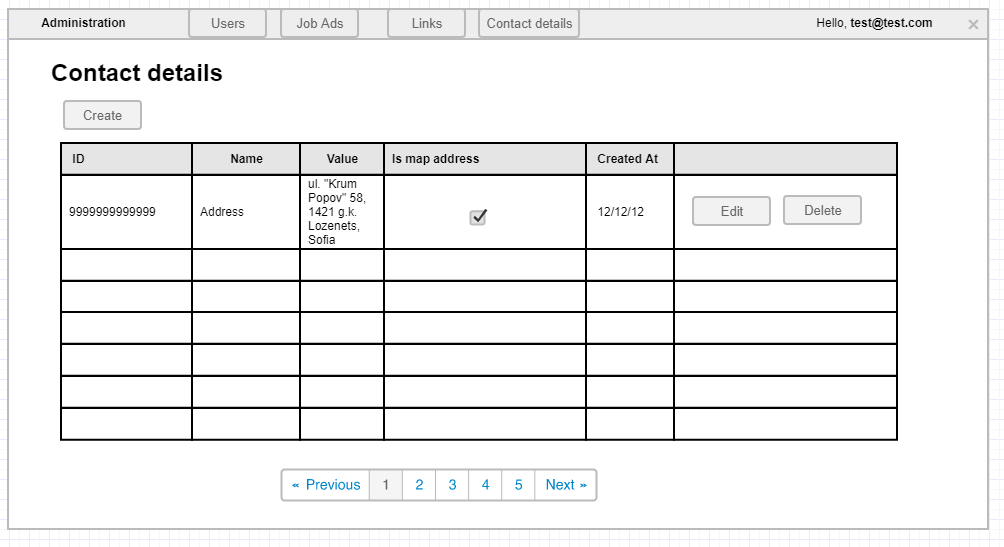 Administration Users Job Ads Links Contact details Hello, test@test.com ×
Contact details
Create
ID Name Value Is map address Created At
9999999999999 Address ul. "Krum Popov" 58, 1421 g.k. Lozenets, Sofia 12/12/12 Edit Delete
« Previous 1 2 3 4 5 Next »